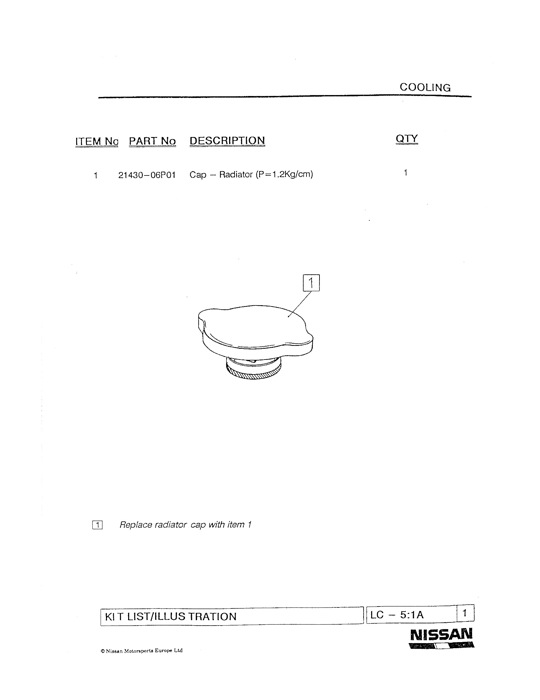 COOLING
ITEM No PART No DESCRIPTION QTY
1 21430-06P01 Cap - Radiator (P=1.2Kg/cm) 1
1
1 Replace radiator cap with item 1
KIT LIST/ILLUSTRATION LC - 5:1A 1
NISSAN
© Nissan Motorsports Europe Ltd